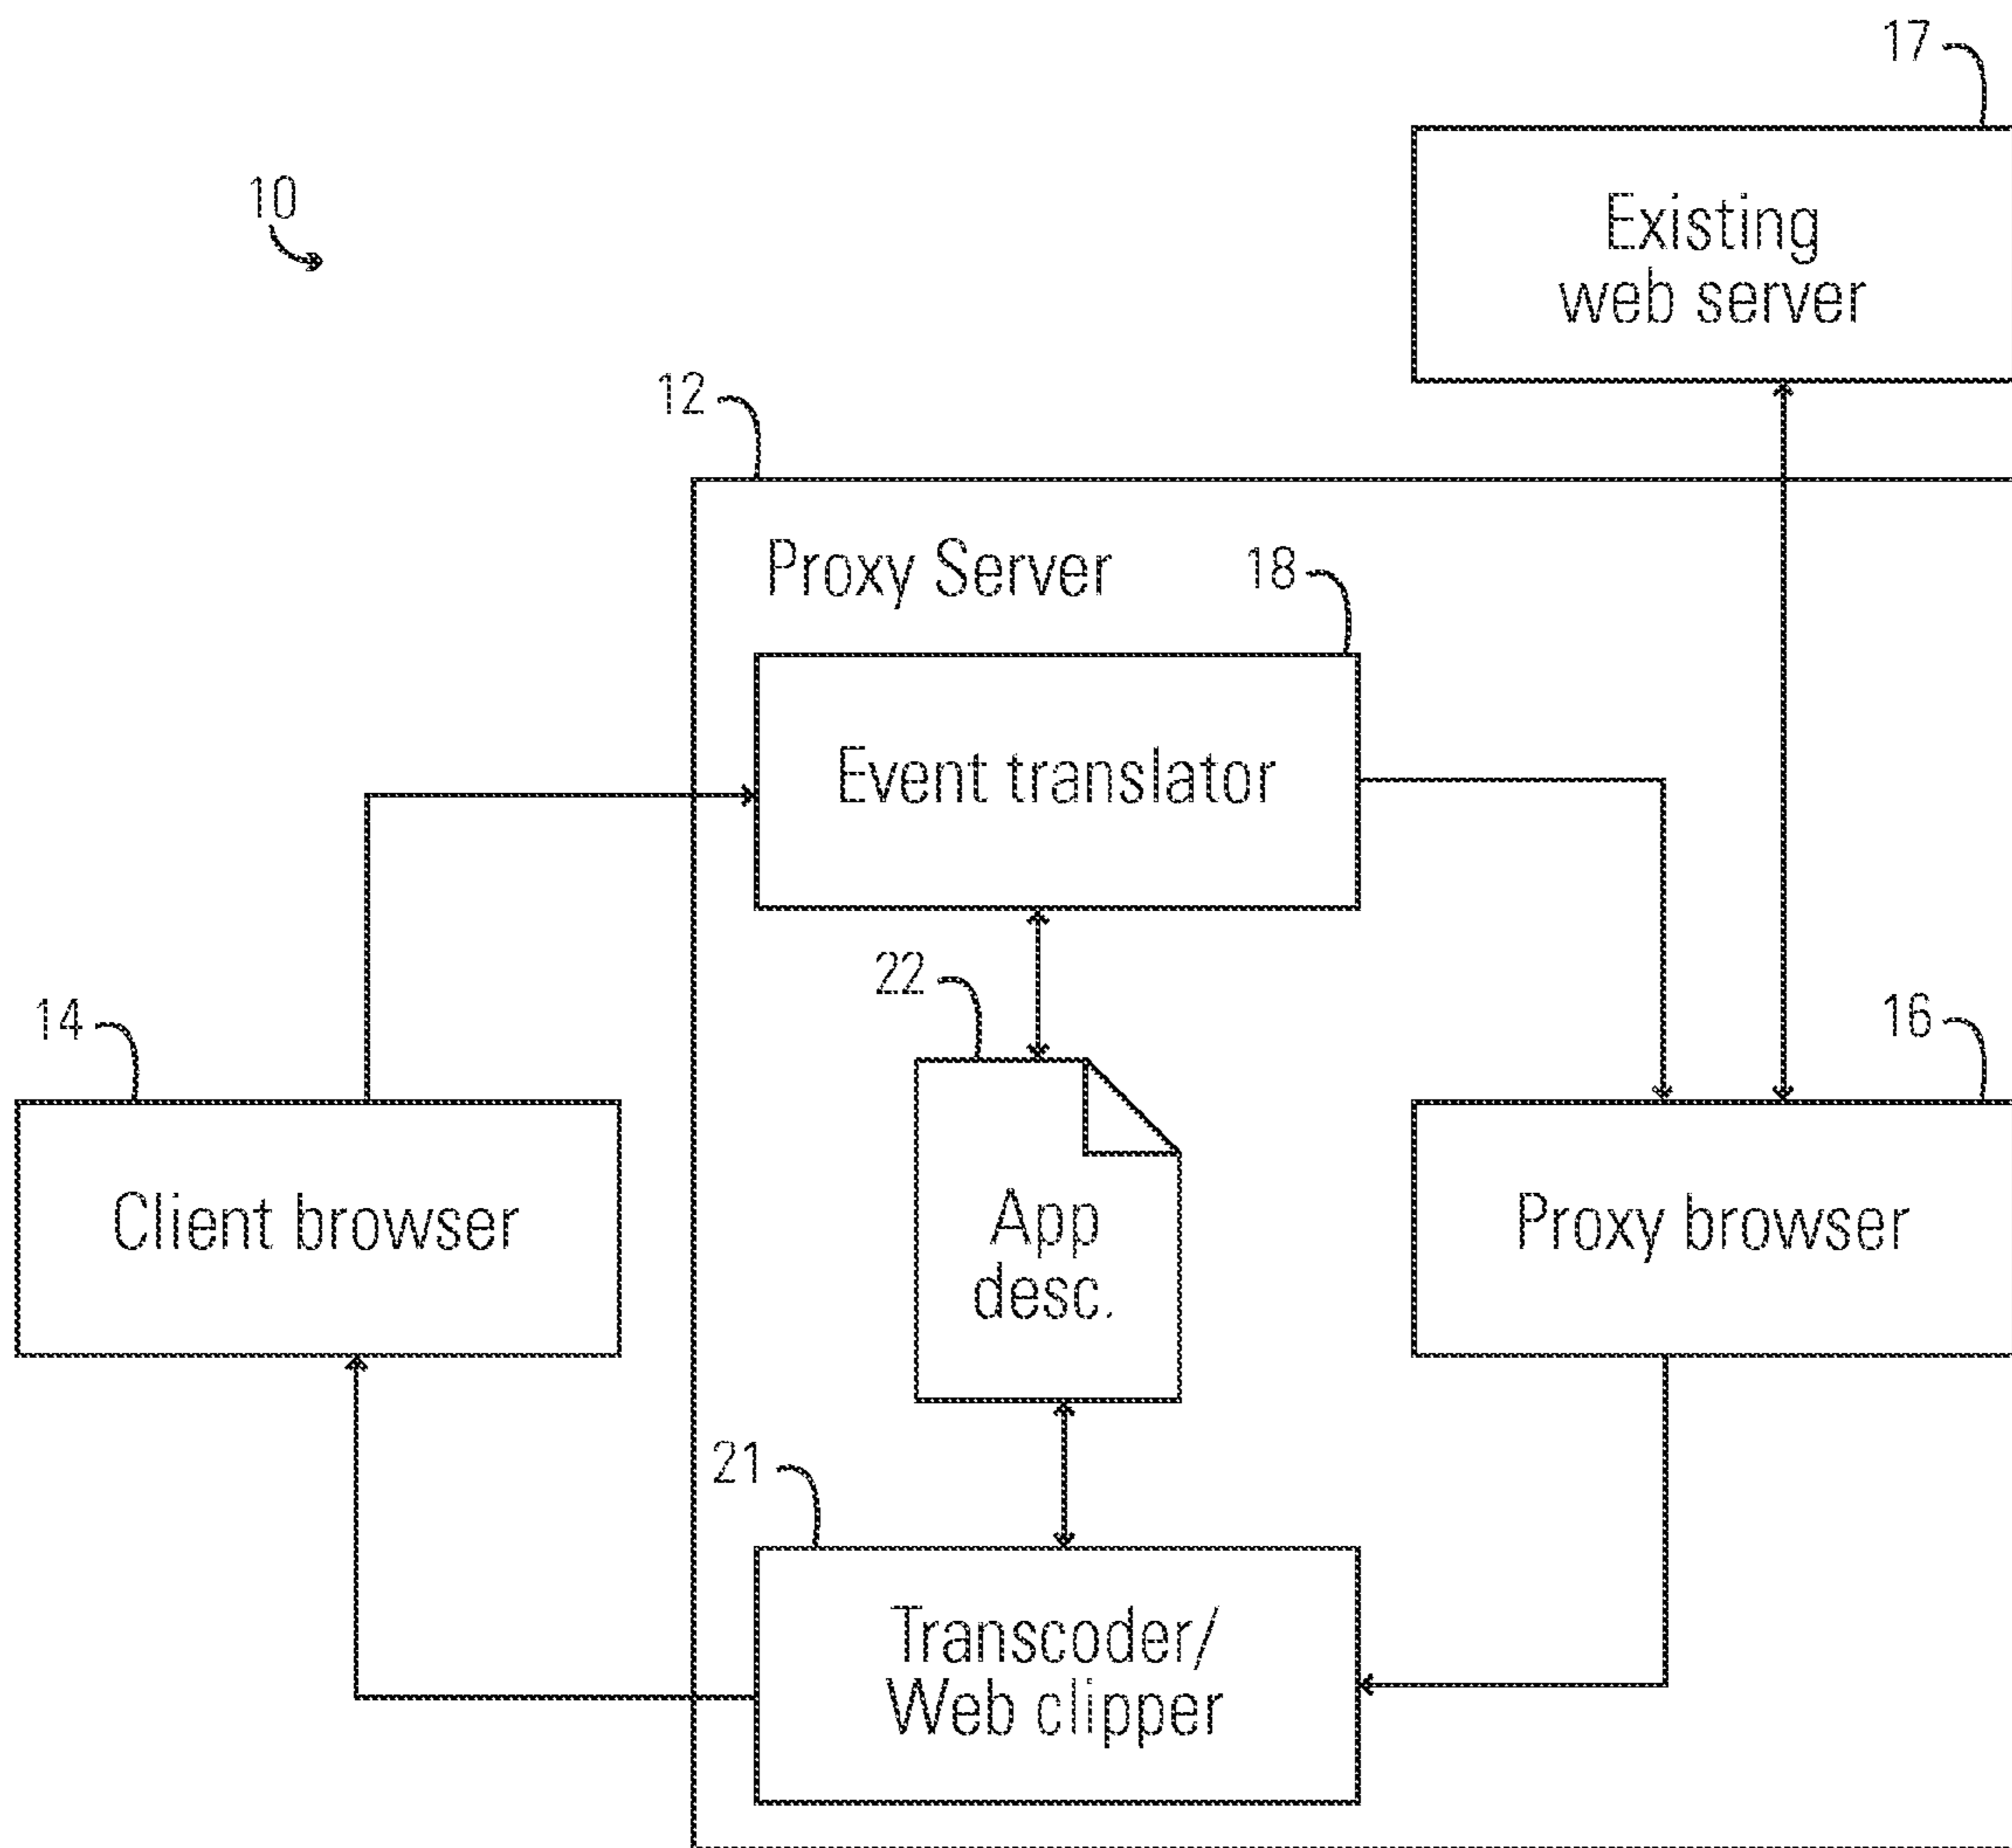 17
10
Existing
web server
12
Proxy Server
18
Event translator
22
14
16
Client browser
App
desc.
Proxy browser
21
Transcoder/
Web clipper